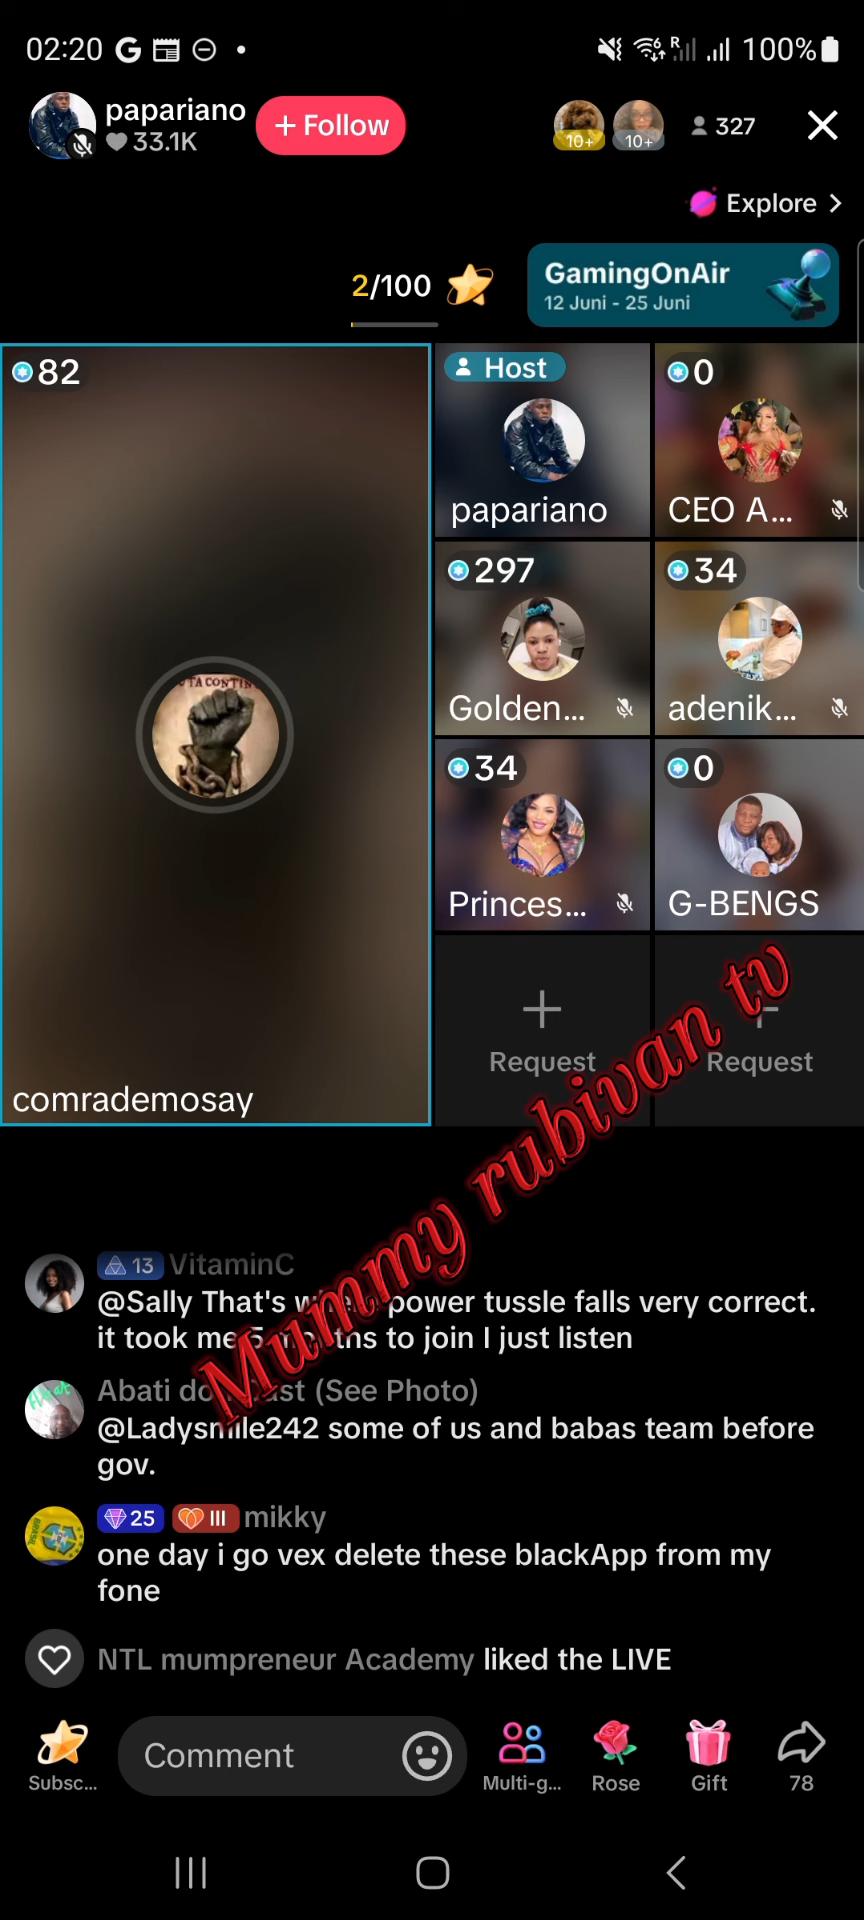 02:20
100%
papariano
33.1K
+ Follow
10+
10+
327
Explore >
2/100
GamingOnAir
12 Juni - 25 Juni
82
Host
papariano
0
CEO A...
297
Golden...
34
adenik...
34
Princes...
0
G-BENGS
TA CONTIN
comrademosay
Request
Request
Mummy rubivan tv
13 VitaminC
@Sally That's power tussle falls very correct.
it took me 5 to join I just listen
Abati (See Photo)
@Ladysmile242 some of us and babas team before
gov.
25 III mikky
one day i go vex delete these blackApp from my
fone
NTL mumpreneur Academy liked the LIVE
Subsc...
Comment
Multi-g...
Rose
Gift
78